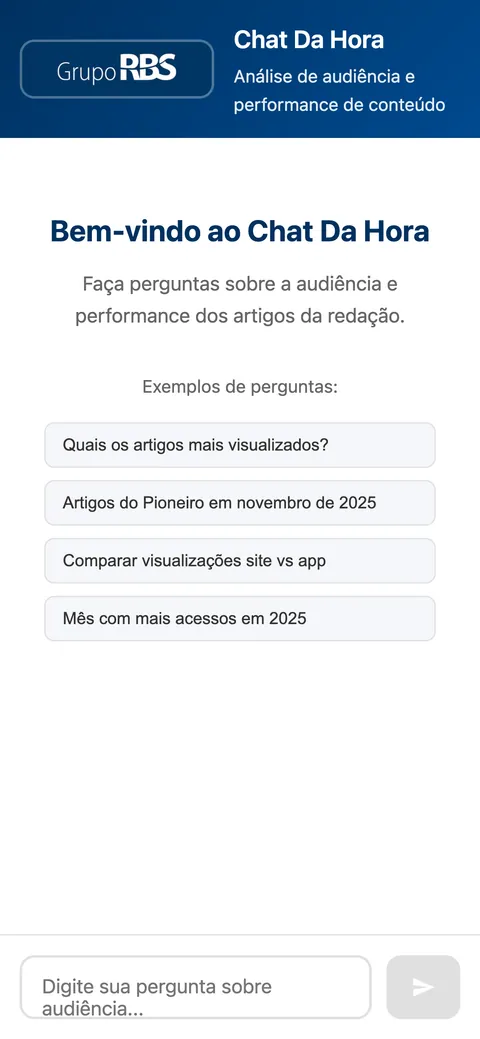 Grupo RBS
Chat Da Hora
Análise de audiência e
performance de conteúdo
Bem-vindo ao Chat Da Hora
Faça perguntas sobre a audiência e
performance dos artigos da redação.
Exemplos de perguntas:
Quais os artigos mais visualizados?
Artigos do Pioneiro em novembro de 2025
Comparar visualizações site vs app
Mês com mais acessos em 2025
Digite sua pergunta sobre
audiência...